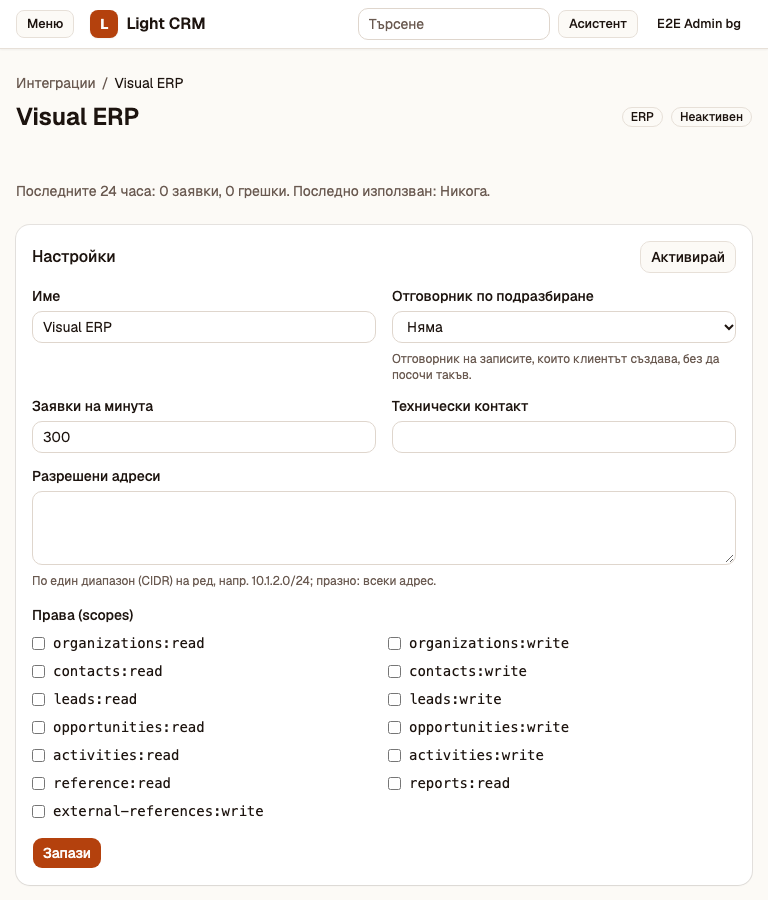 Меню
L
Light CRM
Търсене
Асистент
E2E Admin bg
Интеграции / Visual ERP
Visual ERP
ERP
Неактивен
Последните 24 часа: 0 заявки, 0 грешки. Последно използван: Никога.
Настройки
Активирай
Име
Отговорник по подразбиране
Visual ERP
Няма
Отговорник на записите, които клиентът създава, без да
посочи такъв.
Заявки на минута
Технически контакт
300
Разрешени адреси
По един диапазон (CIDR) на ред, напр. 10.1.2.0/24; празно: всеки адрес.
Права (scopes)
organizations:read
organizations:write
contacts:read
contacts:write
leads:read
leads:write
opportunities:read
opportunities:write
activities:read
activities:write
reference:read
reports:read
external-references:write
Запази